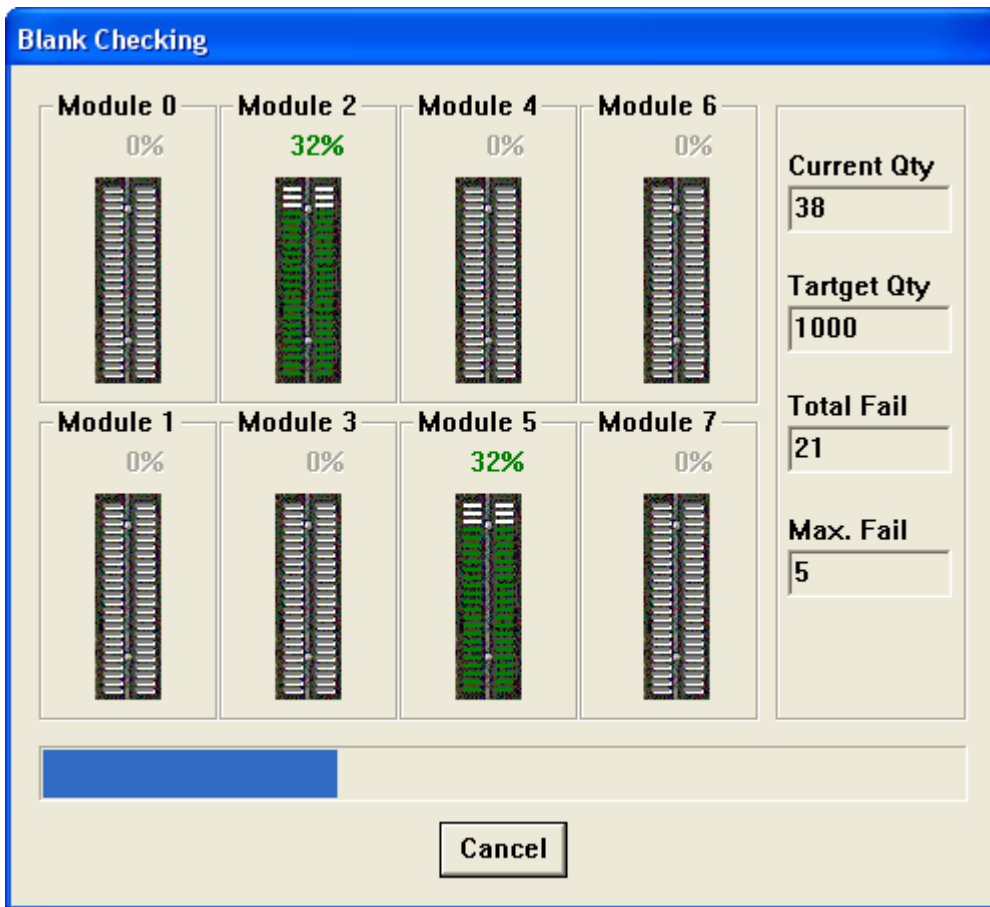 Blank Checking
Module 0
0%
Module 2
32%
Module 4
0%
Module 6
0%
Module 1
0%
Module 3
0%
Module 5
32%
Module 7
0%
Current Qty
38
Tartget Qty
1000
Total Fail
21
Max. Fail
5
Cancel